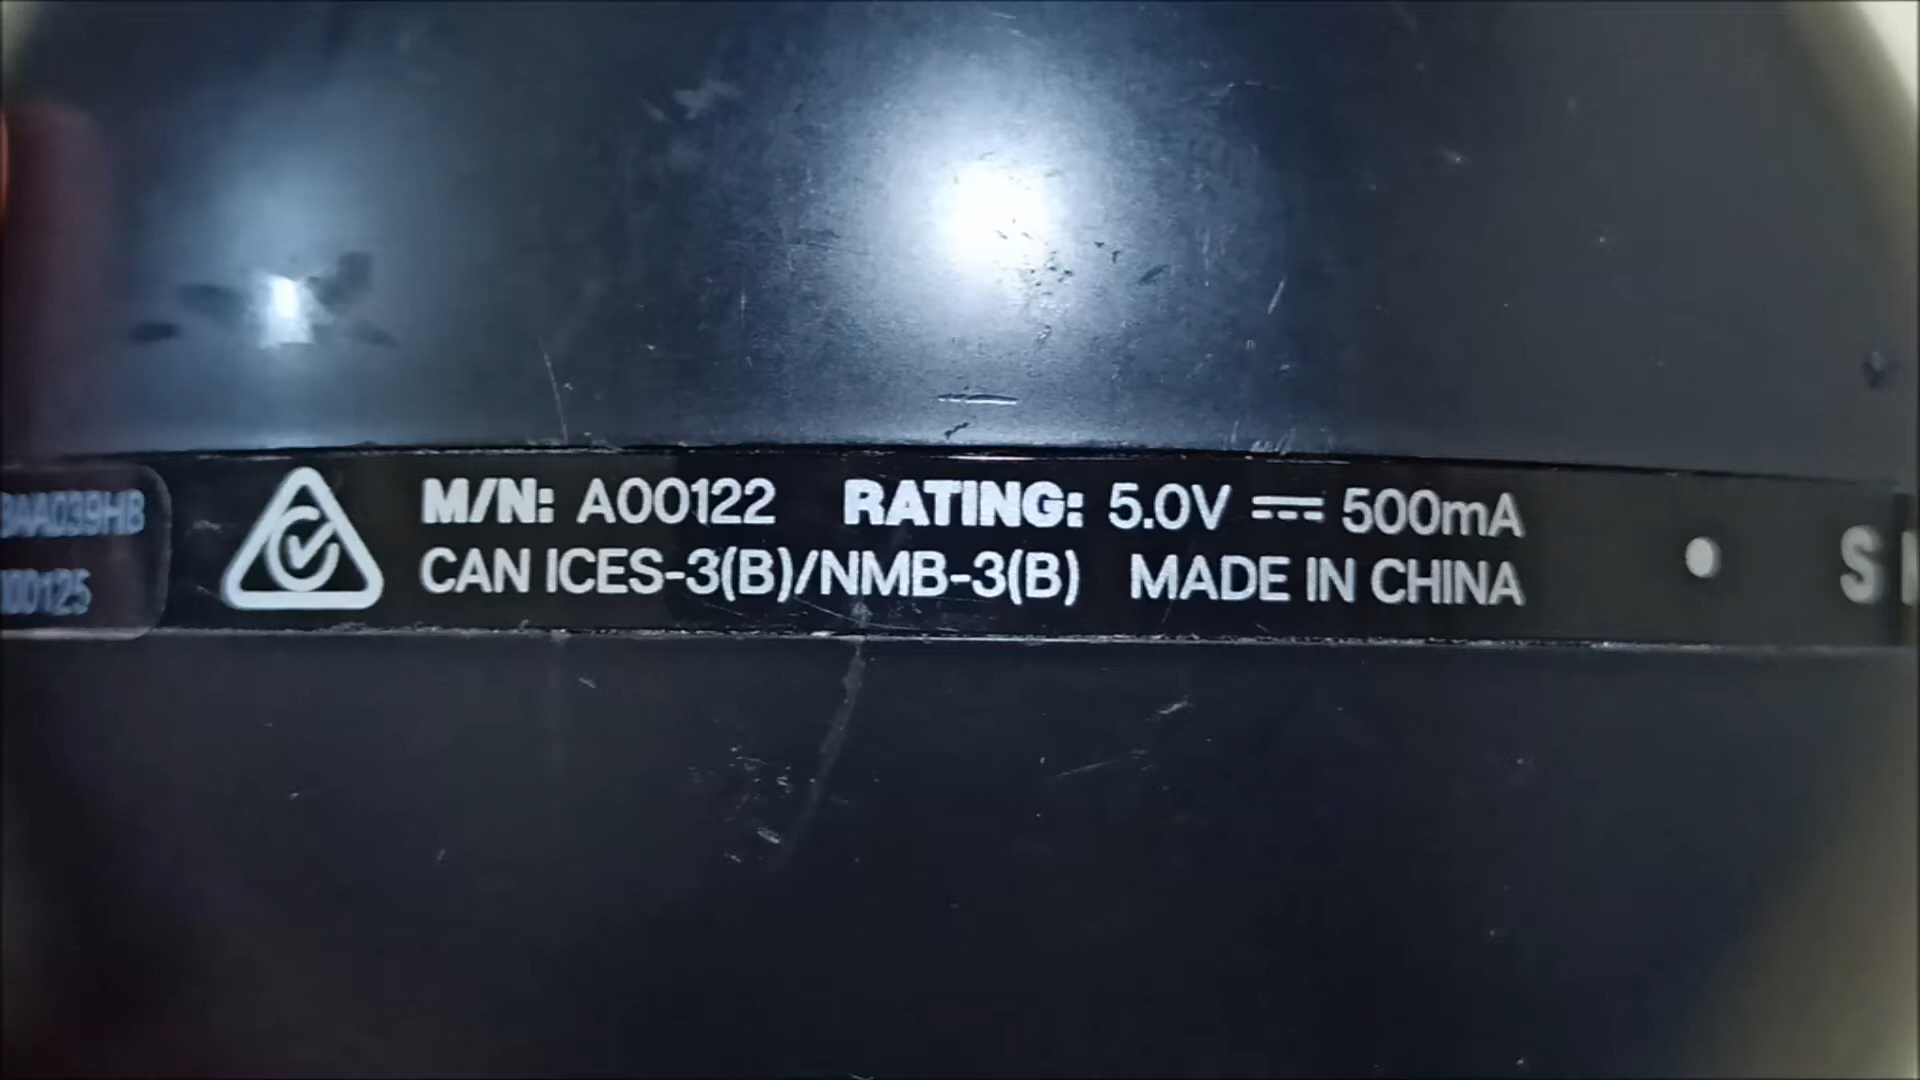 M/N: A00122 RATING: 5.0V ⎓ 500mA
CAN ICES-3(B)/NMB-3(B) MADE IN CHINA